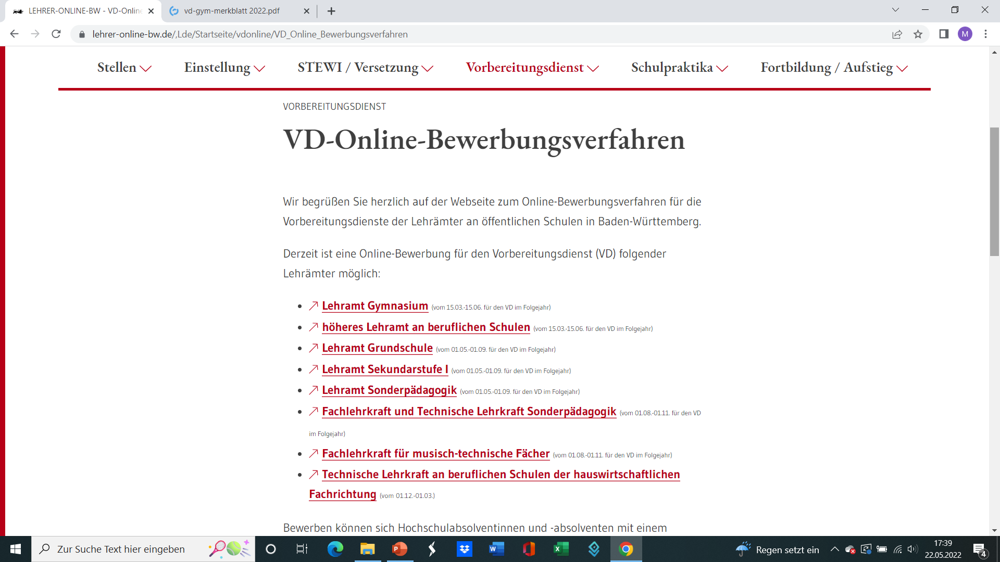 LEHRER-ONLINE-BW - VD-Online
vd-gym-merkblatt 2022.pdf
lehrer-online-bw.de/,Lde/Startseite/vdonline/VD_Online_Bewerbungsverfahren
M
Stellen
Einstellung
STEWI / Versetzung
Vorbereitungsdienst
Schulpraktika
Fortbildung / Aufstieg
VORBEREITUNGSDIENST
VD-Online-Bewerbungsverfahren
Wir begrüßen Sie herzlich auf der Webseite zum Online-Bewerbungsverfahren für die
Vorbereitungsdienste der Lehrämter an öffentlichen Schulen in Baden-Württemberg.
Derzeit ist eine Online-Bewerbung für den Vorbereitungsdienst (VD) folgender
Lehrämter möglich:
Lehramt Gymnasium (vom 15.03.-15.06. für den VD im Folgejahr)
höheres Lehramt an beruflichen Schulen (vom 15.03.-15.06. für den VD im Folgejahr)
Lehramt Grundschule (vom 01.05.-01.09. für den VD im Folgejahr)
Lehramt Sekundarstufe I (vom 01.05.-01.09. für den VD im Folgejahr)
Lehramt Sonderpädagogik (vom 01.05.-01.09. für den VD im Folgejahr)
Fachlehrkraft und Technische Lehrkraft Sonderpädagogik (vom 01.08.-01.11. für den VD
im Folgejahr)
Fachlehrkraft für musisch-technische Fächer (vom 01.08.-01.11. für den VD im Folgejahr)
Technische Lehrkraft an beruflichen Schulen der hauswirtschaftlichen
Fachrichtung (vom 01.12.-01.03.)
Bewerben können sich Hochschulabsolventinnen und -absolventen mit einem
Zur Suche Text hier eingeben
Regen setzt ein
17:39
22.05.2022
4